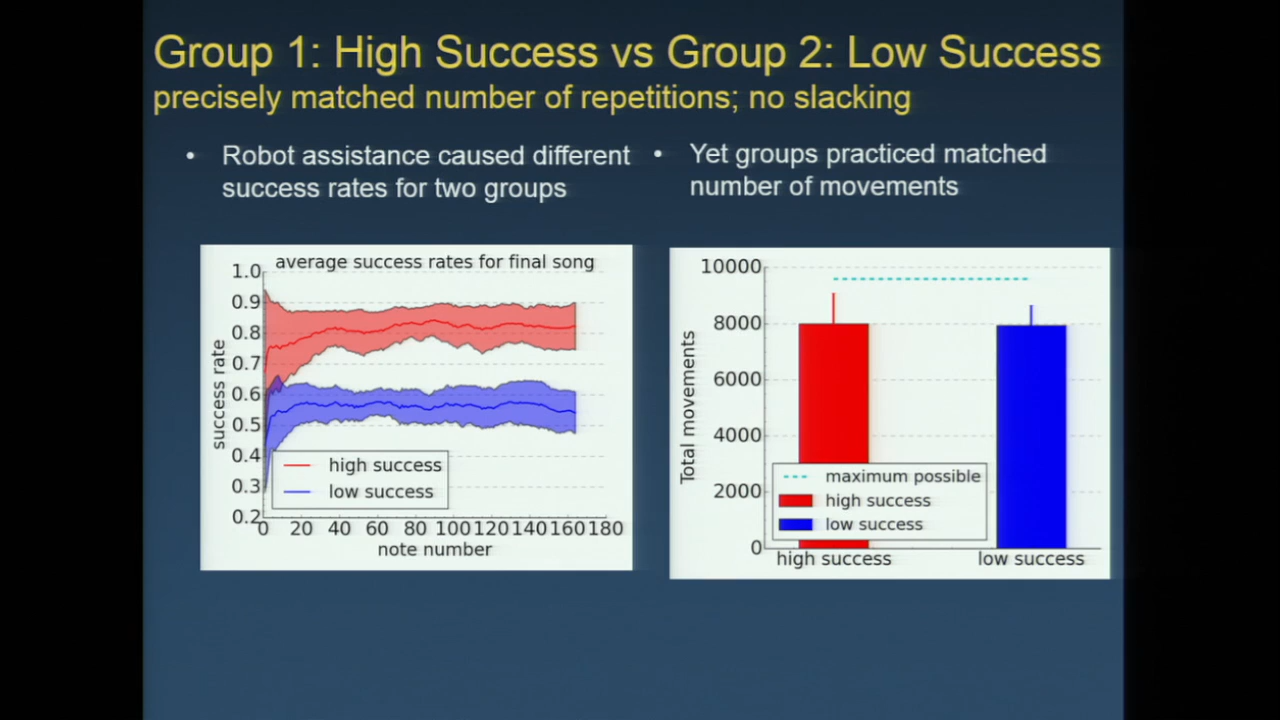 Group 1: High Success vs Group 2: Low Success
precisely matched number of repetitions; no slacking
• Robot assistance caused different
success rates for two groups
• Yet groups practiced matched
number of movements
average success rates for final song
1.0
0.9
0.8
0.7
0.6
0.5
0.4
0.3
0.2
success rate
high success
low success
0 20 40 60 80 100 120 140 160 180
note number
10000
8000
6000
4000
2000
0
Total movements
maximum possible
high success
low success
high success low success